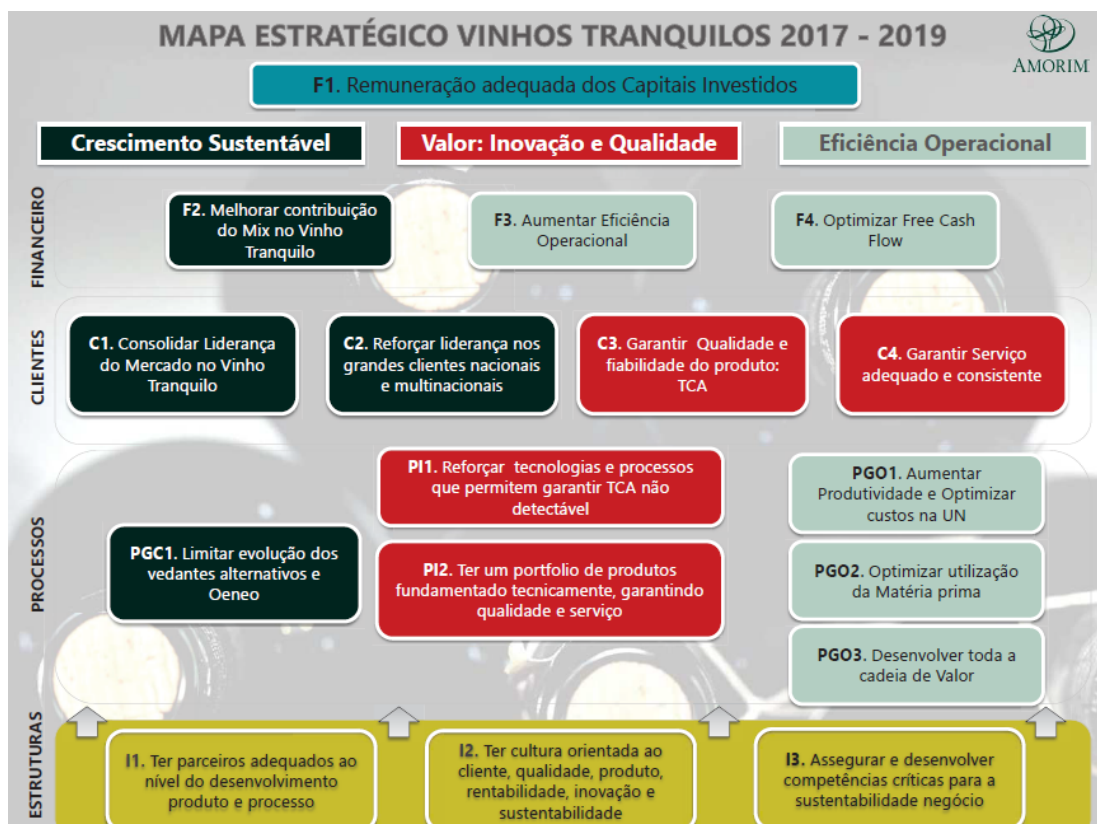 MAPA ESTRATÉGICO VINHOS TRANQUILOS 2017 - 2019
AMORIM
F1. Remuneração adequada dos Capitais Investidos
Crescimento Sustentável
Valor: Inovação e Qualidade
Eficiência Operacional
FINANCEIRO
F2. Melhorar contribuição
do Mix no Vinho
Tranquilo
F3. Aumentar Eficiência
Operacional
F4. Optimizar Free Cash
Flow
CLIENTES
C1. Consolidar Liderança
do Mercado no Vinho
Tranquilo
C2. Reforçar liderança nos
grandes clientes nacionais
e multinacionais
C3. Garantir Qualidade e
fiabilidade do produto:
TCA
C4. Garantir Serviço
adequado e consistente
PROCESSOS
PGC1. Limitar evolução dos
vedantes alternativos e
Oeneo
PI1. Reforçar tecnologias e processos
que permitem garantir TCA não
detectável
PI2. Ter um portfolio de produtos
fundamentado tecnicamente, garantindo
qualidade e serviço
PGO1. Aumentar
Produtividade e Optimizar
custos na UN
PGO2. Optimizar utilização
da Matéria prima
PGO3. Desenvolver toda a
cadeia de Valor
ESTRUTURAS
I1. Ter parceiros adequados ao
nível do desenvolvimento
produto e processo
I2. Ter cultura orientada ao
cliente, qualidade, produto,
rentabilidade, inovação e
sustentabilidade
I3. Assegurar e desenvolver
competências críticas para a
sustentabilidade negócio